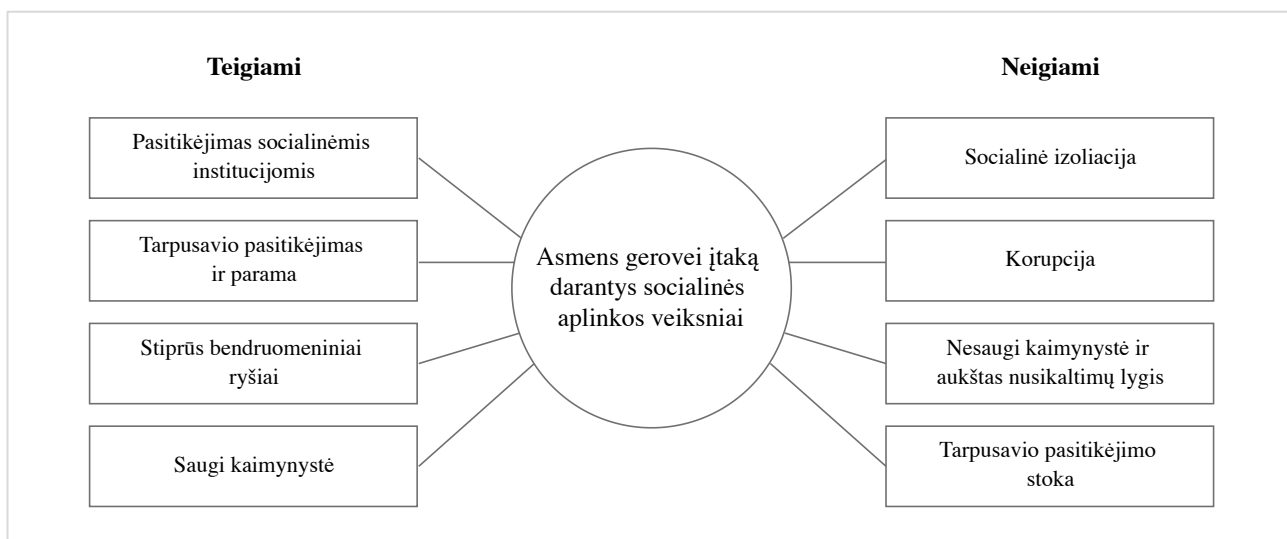 Teigiami
Pasitikėjimas socialinėmis
institucijomis
Tarpusavio pasitikėjimas
ir parama
Stiprūs bendruomeniniai
ryšiai
Saugi kaimynystė
Asmens gerovei įtaką
darantys socialinės
aplinkos veiksniai
Neigiami
Socialinė izoliacija
Korupcija
Nesaugi kaimynystė ir
aukštas nusikaltimų lygis
Tarpusavio pasitikėjimo
stoka